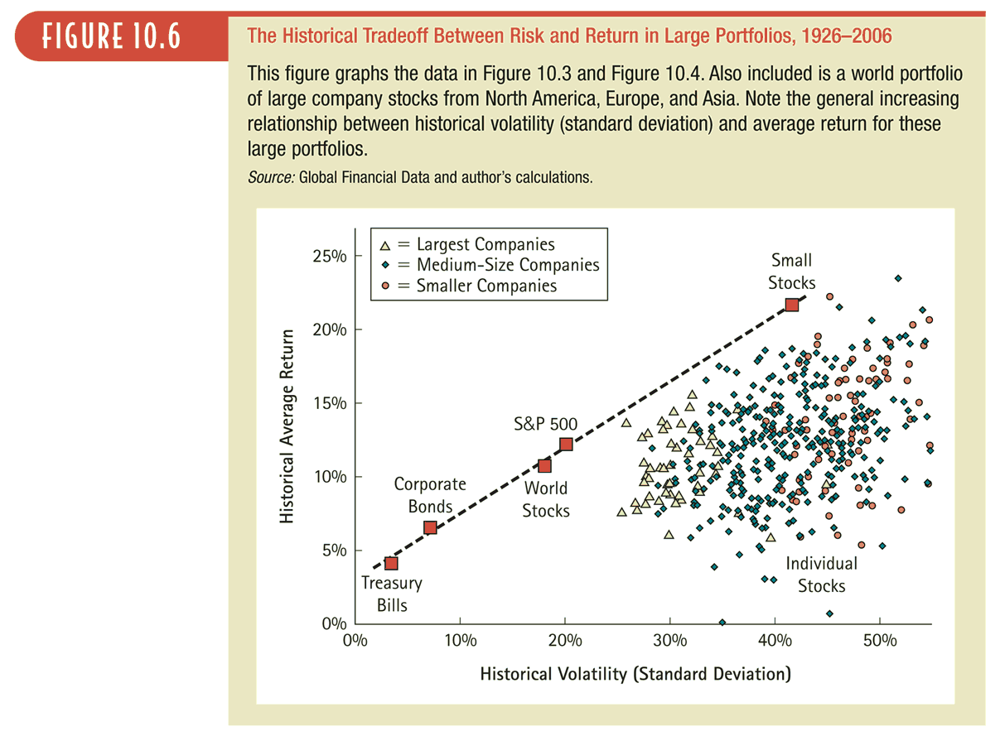 FIGURE 10.6
The Historical Tradeoff Between Risk and Return in Large Portfolios, 1926–2006
This figure graphs the data in Figure 10.3 and Figure 10.4. Also included is a world portfolio
of large company stocks from North America, Europe, and Asia. Note the general increasing
relationship between historical volatility (standard deviation) and average return for these
large portfolios.
Source: Global Financial Data and author's calculations.
△ = Largest Companies
◆ = Medium-Size Companies
● = Smaller Companies
25%
20%
15%
10%
5%
0%
Historical Average Return
Small
Stocks
S&P 500
World
Stocks
Corporate
Bonds
Treasury
Bills
Individual
Stocks
0%
10%
20%
30%
40%
50%
Historical Volatility (Standard Deviation)